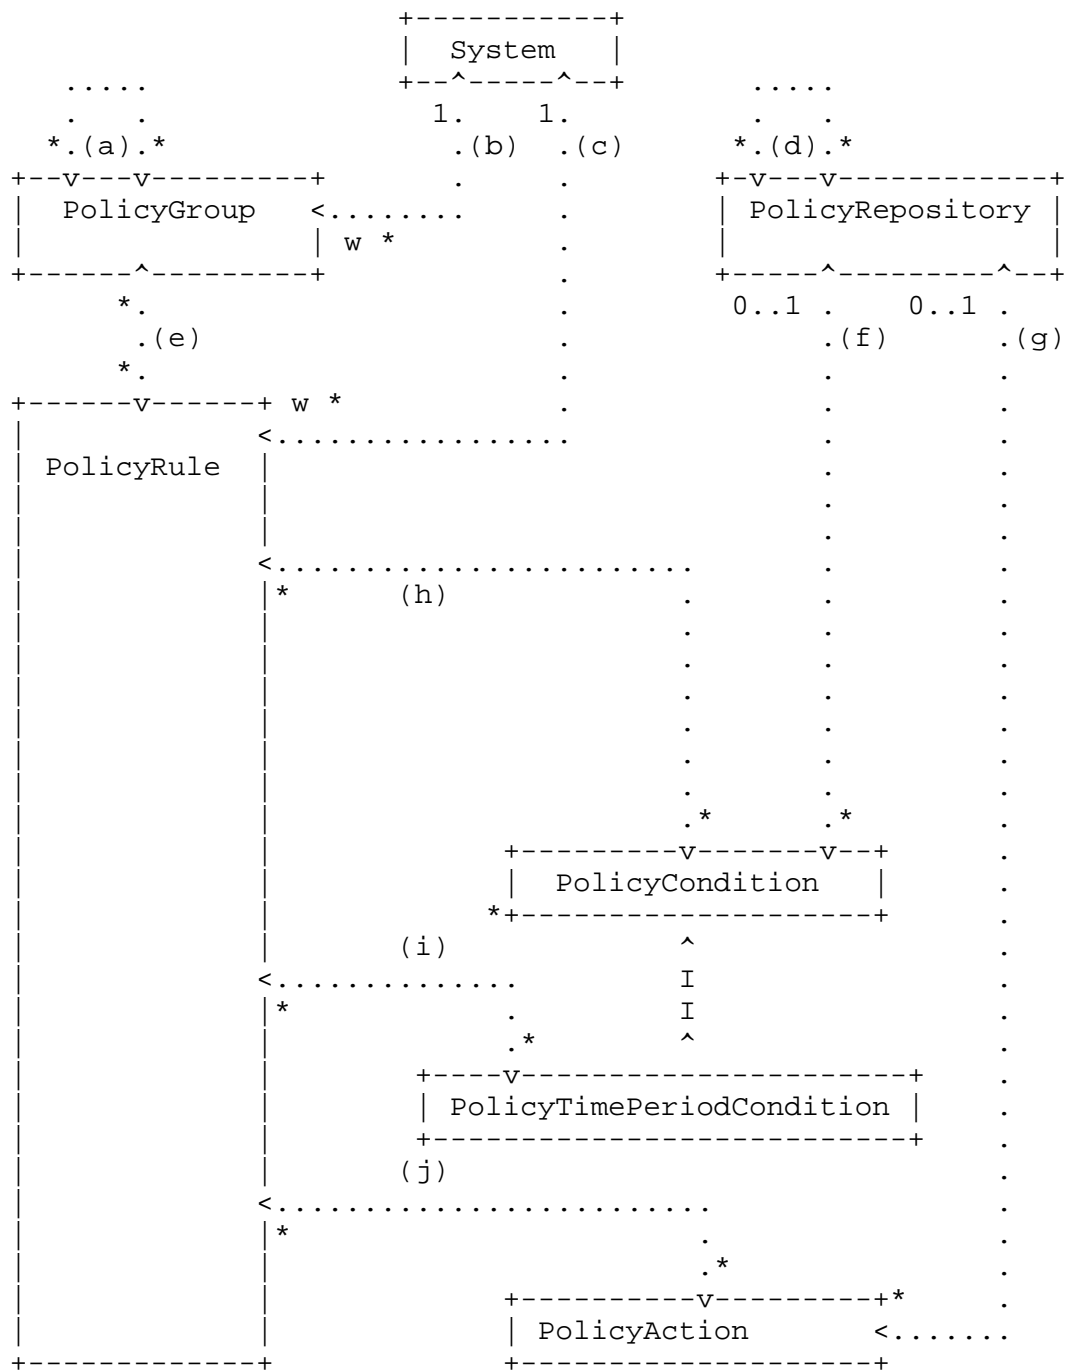 +------------+
|  System   |
+--^-----^--+
..... .....
. . 1. 1. . .
*.(a).* .(b) .(c) *.(d).*
+--v---v---------+ . . +-v---v------------+
|  PolicyGroup   <........ . | PolicyRepository |
|                | w * . |                  |
+------^---------+ . +-----^---------^--+
*. . 0..1 . 0..1 .
.(e) . .(f) .(g)
*. . . .
+------v------+ w * . . .
|             <................. . .
| PolicyRule  | . .
|             | . .
|             | . .
|             <........................ . .
|             |* (h) . . .
|             | . . .
|             | . . .
|             | . . .
|             | . . .
|             | . . .
|             | . . .
|             | .* .* .
|             | +---------v-------v--+ .
|             | |  PolicyCondition   | .
|             | *+--------------------+ .
|             | (i) ^ .
|             <.............. I .
|             |* . I .
|             | .* ^ .
|             | +----v----------------------+ .
|             | | PolicyTimePeriodCondition | .
|             | +---------------------------+ .
|             | (j) .
|             <......................... .
|             |* . .
|             | .* .
|             | +----------v---------+* .
|             | | PolicyAction       <.......
+-------------+ +--------------------+